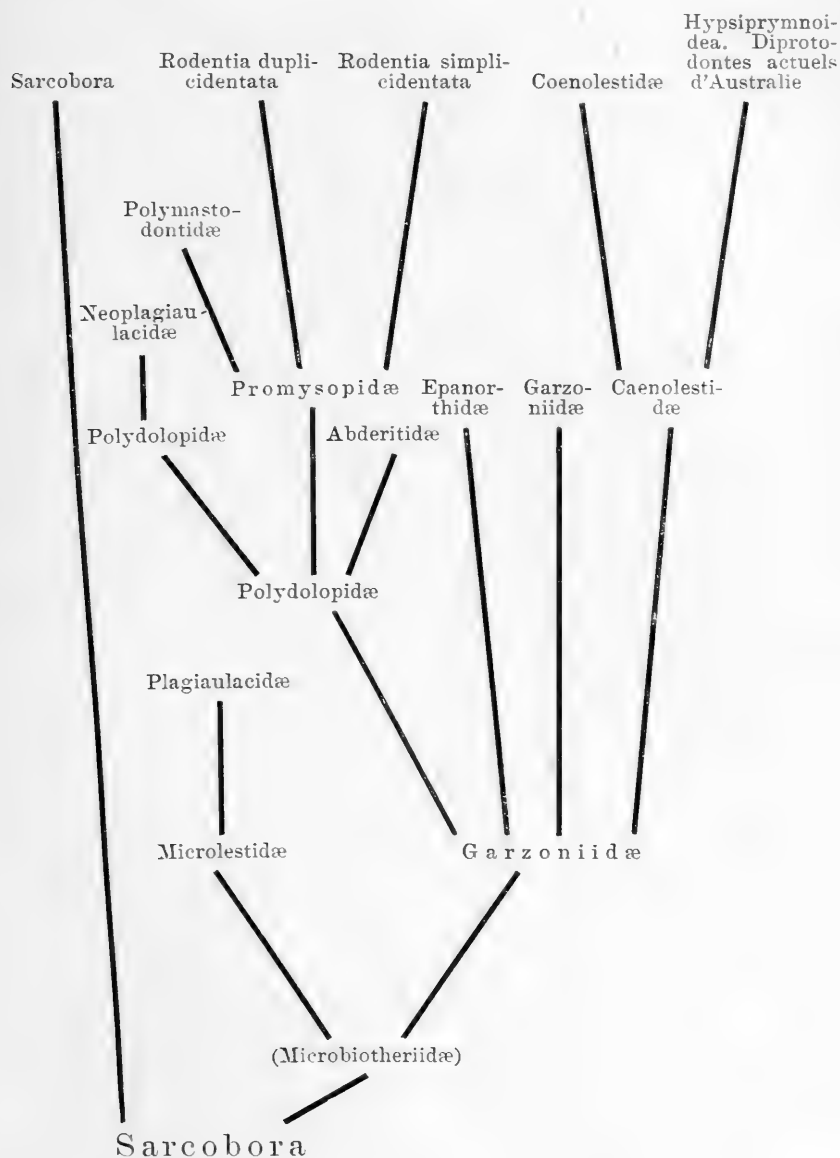 Hypsiprymnoi-
dea. Diproto-
dontes actuels
d'Australie
Rodentia dupli-
cidentata
Rodentia simpli-
cidentata
Sarcobora
Coenolestidæ
Polymasto-
dontidæ
Neoplagiau-
lacidæ
Promysopidæ
Epanor-
thidæ
Garzo-
niidæ
Caenolesti-
dæ
Polydolopidæ
Abderitidæ
Polydolopidæ
Plagiaulacidæ
Microlestidæ
Garzoniidæ
(Microbiotheriidæ)
Sarcobora